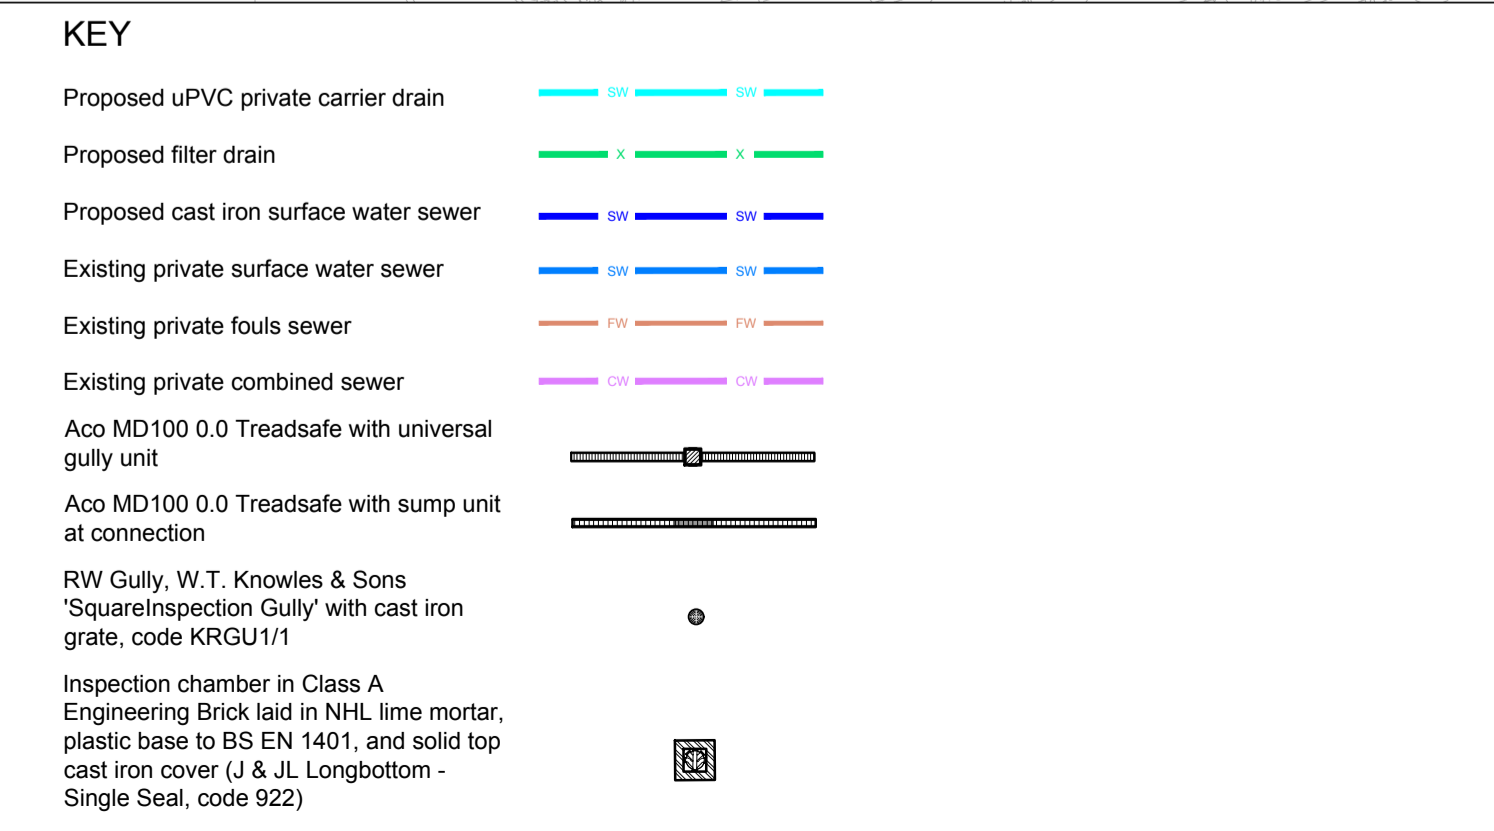 KEY
Proposed uPVC private carrier drain SW SW
Proposed filter drain X X
Proposed cast iron surface water sewer SW SW
Existing private surface water sewer SW SW
Existing private fouls sewer FW FW
Existing private combined sewer CW CW
Aco MD100 0.0 Treadsafe with universal
gully unit
Aco MD100 0.0 Treadsafe with sump unit
at connection
RW Gully, W.T. Knowles & Sons
'SquareInspection Gully' with cast iron
grate, code KRGU1/1
Inspection chamber in Class A
Engineering Brick laid in NHL lime mortar,
plastic base to BS EN 1401, and solid top
cast iron cover (J & JL Longbottom -
Single Seal, code 922)